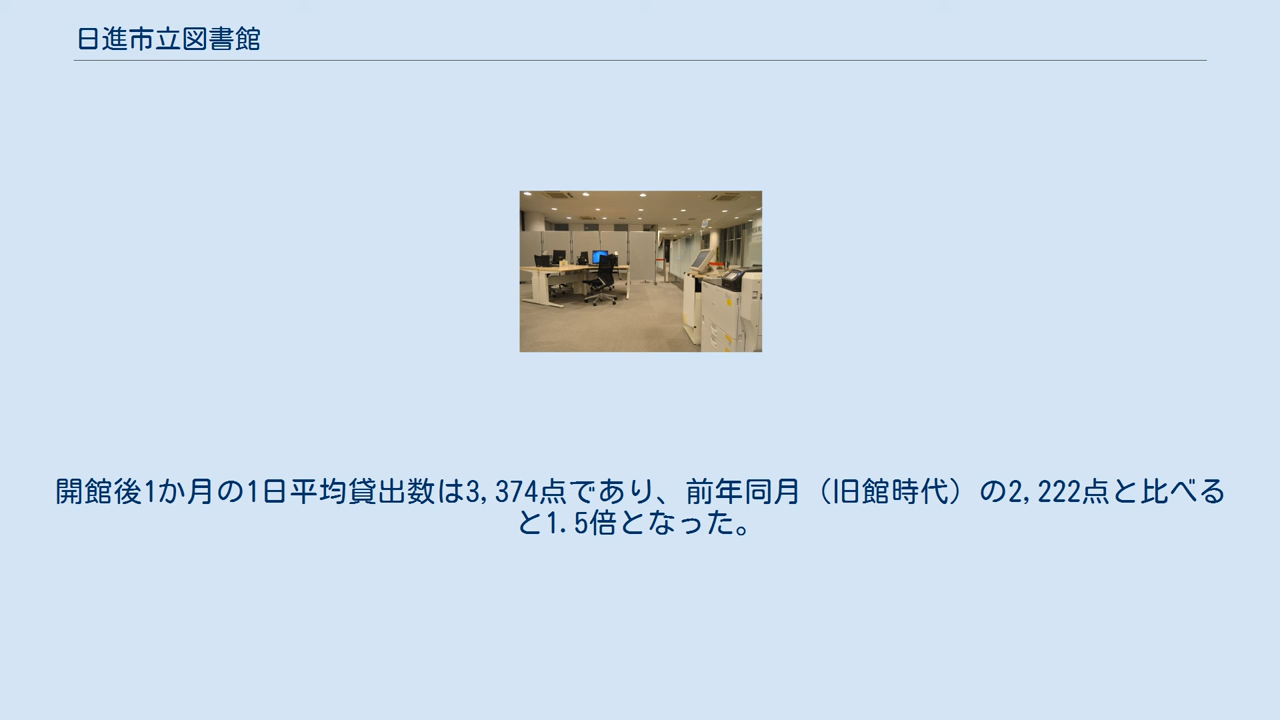 日進市立図書館
開館後1か月の1日平均貸出数は3,374点であり、前年同月（旧館時代）の2,222点と比べる
と1.5倍となった。